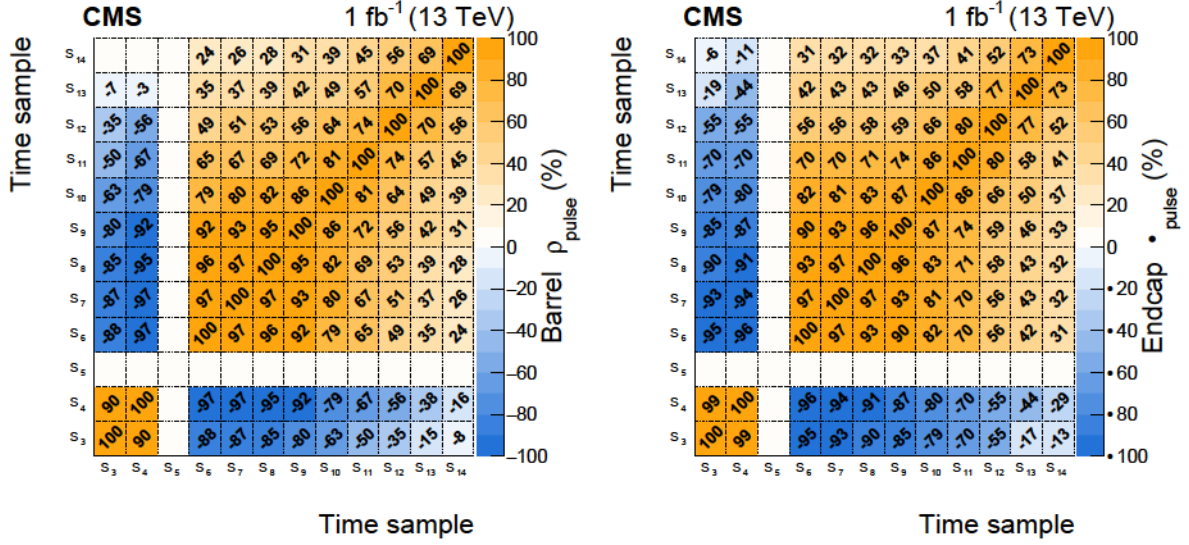 CMS 1 fb⁻¹ (13 TeV)
Time sample
S14 24 26 28 31 39 45 56 69 100
S13 -7 -3 35 37 39 42 49 57 70 100 69
S12 -35 -56 49 51 53 56 64 74 100 70 56
S11 -50 -67 65 67 69 72 81 100 74 57 45
S10 -63 -79 79 80 82 86 100 81 64 49 39
S9 -80 -92 92 93 95 100 86 72 56 42 31
S8 -85 -95 96 97 100 95 82 69 53 39 28
S7 -87 -97 97 100 97 93 80 67 51 37 26
S6 -88 -97 100 97 96 92 79 65 49 35 24
S5
S4 90 100 -97 -97 -95 -92 -79 -67 -56 -38 -16
S3 100 90 -88 -87 -85 -80 -63 -50 -35 -15 -8
S3 S4 S5 S6 S7 S8 S9 S10 S11 S12 S13 S14
Time sample
100
80
60
40
20
0
–20
–40
–60
–80
–100
Barrel ρpulse (%)
CMS 1 fb⁻¹ (13 TeV)
Time sample
S14 -6 -11 31 32 32 33 37 41 52 73 100
S13 -19 -44 42 43 43 46 50 58 77 100 73
S12 -55 -55 56 56 58 59 66 80 100 77 52
S11 -70 -70 70 70 71 74 86 100 80 58 41
S10 -79 -80 82 81 83 87 100 86 66 50 37
S9 -85 -87 90 93 96 100 87 74 59 46 33
S8 -90 -91 93 97 100 96 83 71 58 43 32
S7 -93 -94 97 100 97 93 81 70 56 43 32
S6 -95 -96 100 97 93 90 82 70 56 42 31
S5
S4 99 100 -96 -94 -91 -87 -80 -70 -55 -44 -29
S3 100 99 -95 -93 -90 -85 -79 -70 -55 -17 -13
S3 S4 S5 S6 S7 S8 S9 S10 S11 S12 S13 S14
Time sample
100
80
60
40
20
0
•20
•40
•60
•80
•100
Endcap •pulse (%)